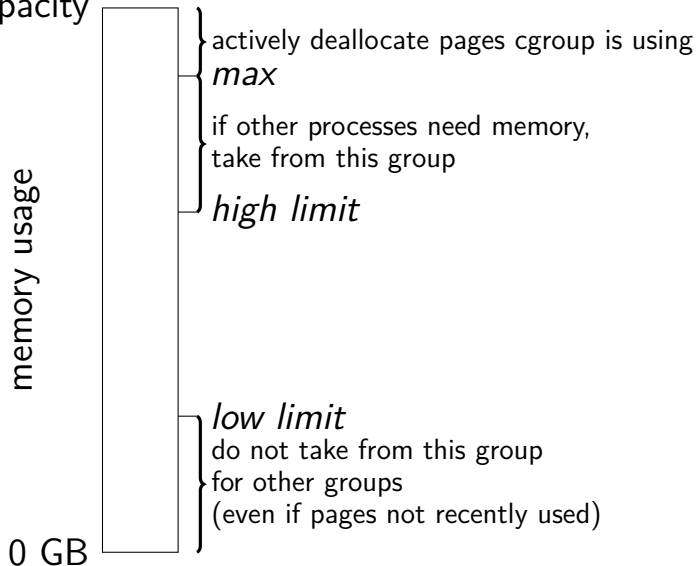 pacity
actively deallocate pages cgroup is using
max
if other processes need memory,
take from this group
high limit
memory usage
low limit
do not take from this group
for other groups
(even if pages not recently used)
0 GB